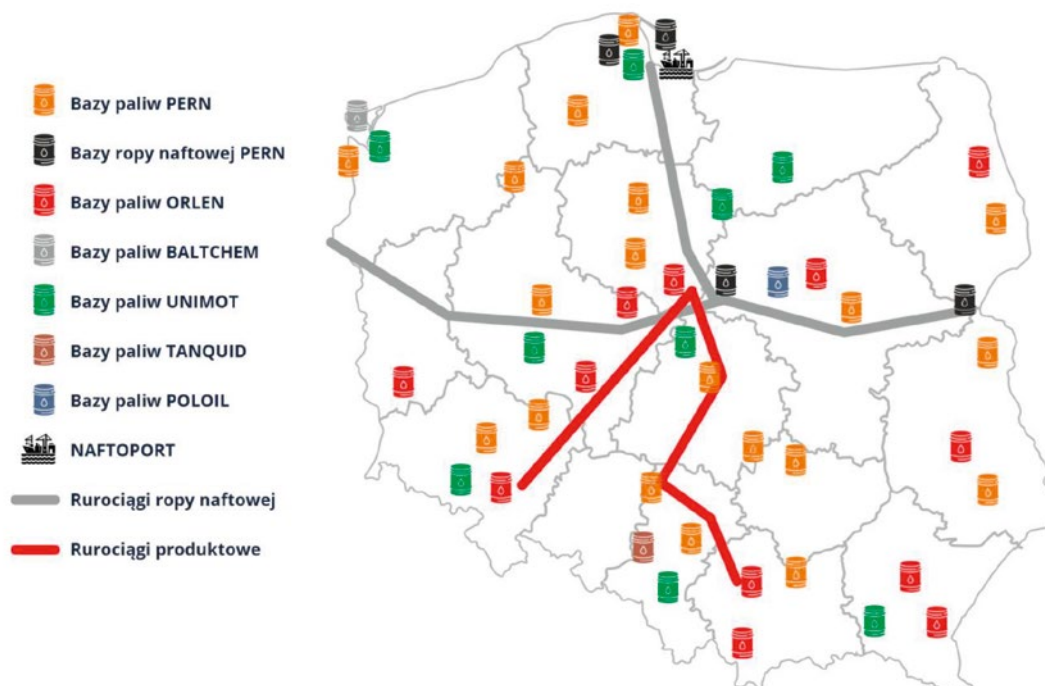 Bazy paliw PERN
Bazy ropy naftowej PERN
Bazy paliw ORLEN
Bazy paliw BALTCHEM
Bazy paliw UNIMOT
Bazy paliw TANQUID
Bazy paliw POLOIL
NAFTOPORT
Rurociągi ropy naftowej
Rurociągi produktowe